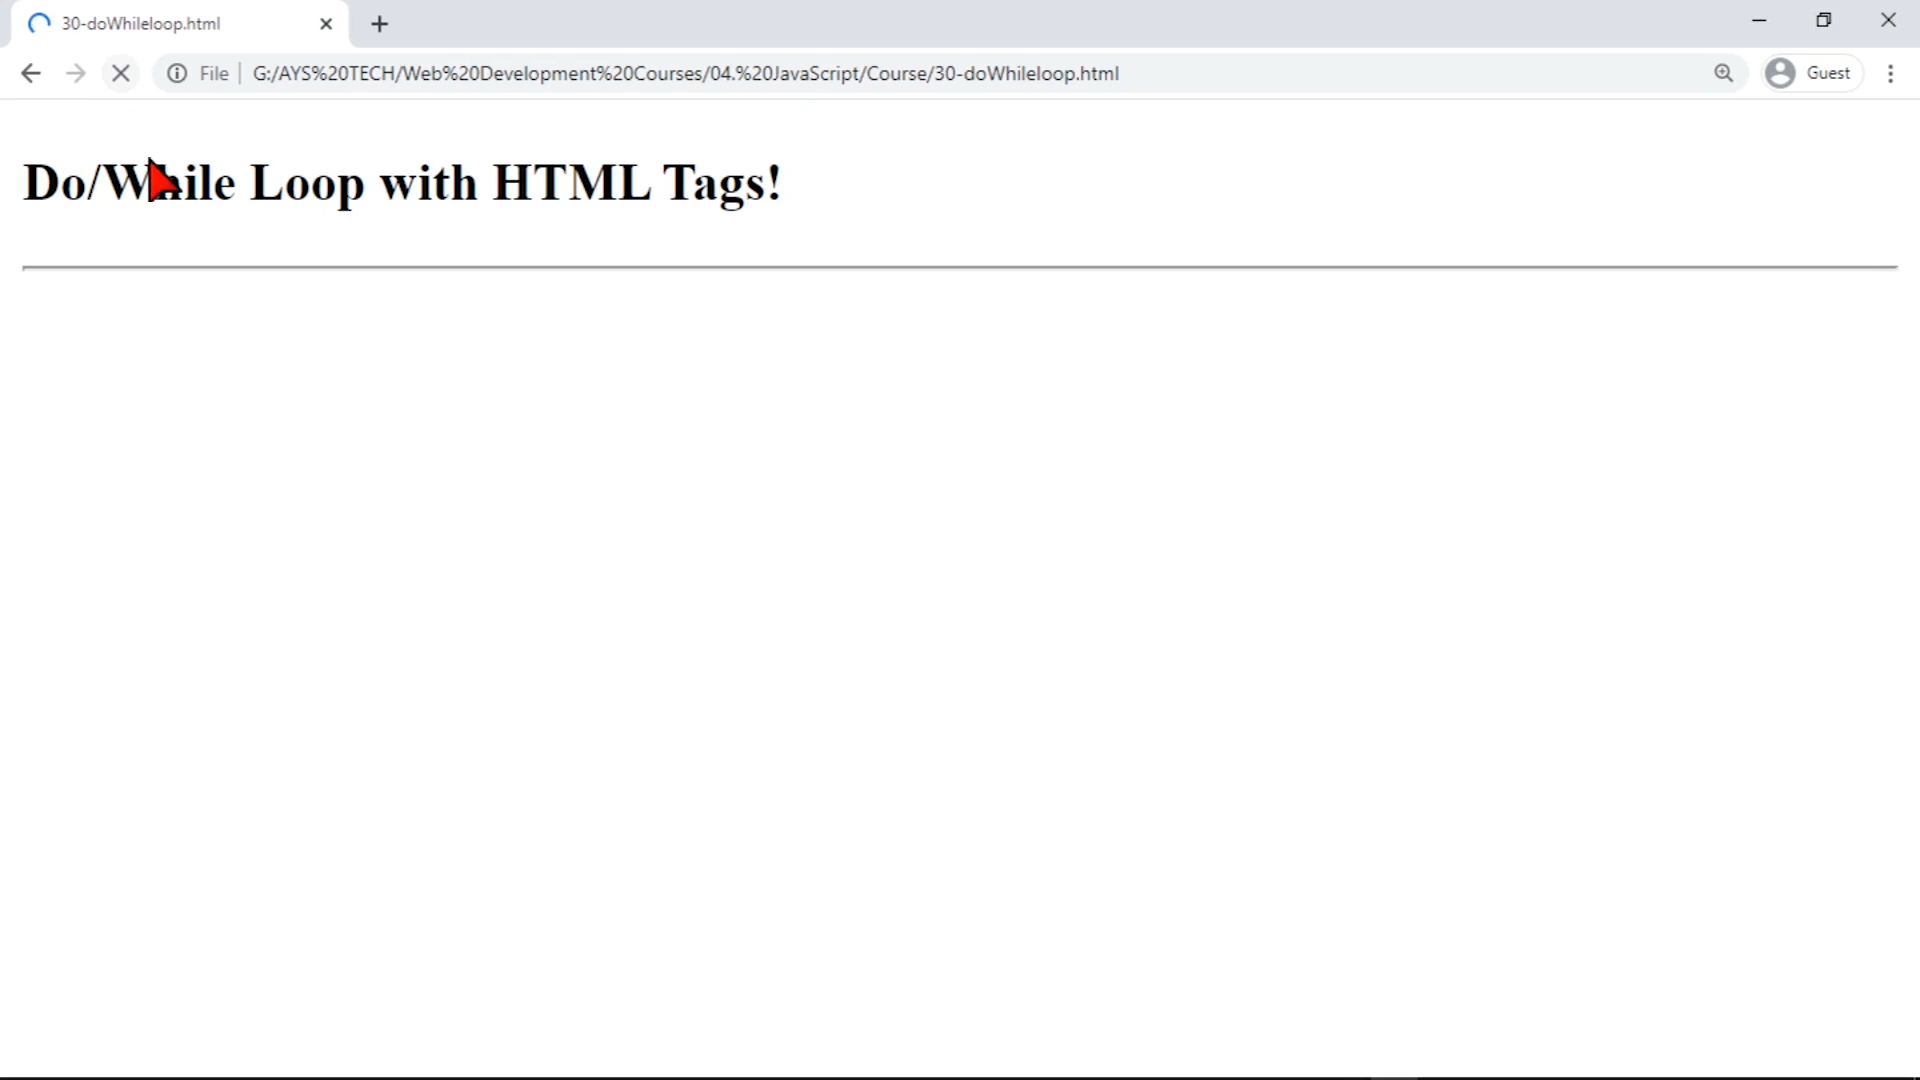 30-doWhileloop.html
File G:/AYS%20TECH/Web%20Development%20Courses/04.%20JavaScript/Course/30-doWhileloop.html Guest
Do/While Loop with HTML Tags!